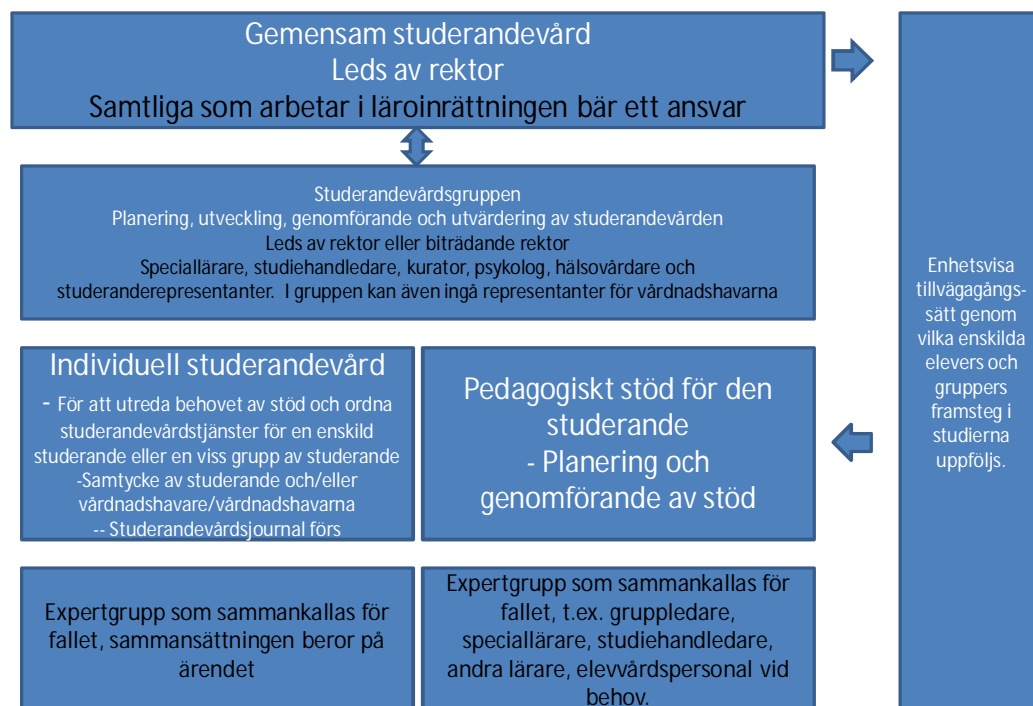 Gemensam studerandevård
Leds av rektor
Samtliga som arbetar i läroinrättningen bär ett ansvar
Studerandevårdsgruppen
Planering, utveckling, genomförande och utvärdering av studerandevården
Leds av rektor eller biträdande rektor
Speciallärare, studiehandledare, kurator, psykolog, hälsovårdare och
studeranderepresentanter. I gruppen kan även ingå representanter för vårdnadshavarna
Individuell studerandevård
- För att utreda behovet av stöd och ordna
studerandevårdstjänster för en enskild
studerande eller en viss grupp av studerande
-Samtycke av studerande och/eller
vårdnadshavare/vårdnadshavarna
-- Studerandevårdsjournal förs
Pedagogiskt stöd för den
studerande
- Planering och
genomförande av stöd
Expertgrupp som sammankallas för
fallet, sammansättningen beror på
ärendet
Expertgrupp som sammankallas för
fallet, t.ex. gruppledare,
speciallärare, studiehandledare,
andra lärare, elevvårdspersonal vid
behov.
Enhetsvisa
tillvägagångs-
sätt genom
vilka enskilda
elevers och
gruppers
framsteg i
studierna
uppföljs.